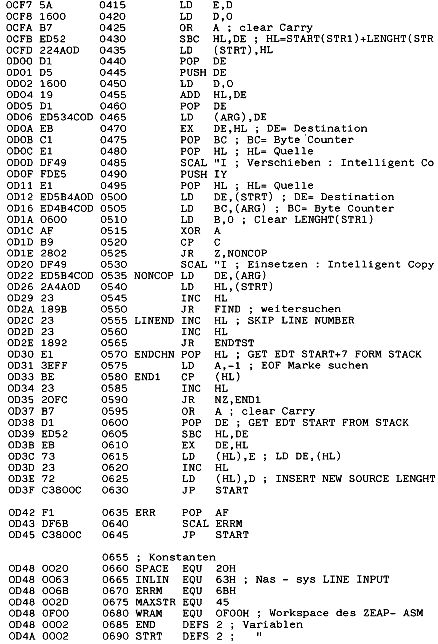 0CF7 5A 0415 LD E,D
0CF8 1600 0420 LD D,0
0CFA B7 0425 OR A ; clear Carry
0CFB ED52 0430 SBC HL,DE ; HL=START(STR1)+LENGHT(STR
0CFD 224A0D 0435 LD (STRT),HL
0D00 D1 0440 POP DE
0D01 D5 0445 PUSH DE
0D02 1600 0450 LD D,0
0D04 19 0455 ADD HL,DE
0D05 D1 0460 POP DE
0D06 ED534C0D 0465 LD (ARG),DE
0D0A EB 0470 EX DE,HL ; DE= Destination
0D0B C1 0475 POP BC ; BC= Byte Counter
0D0C E1 0480 POP HL ; HL= Quelle
0D0D DF49 0485 SCAL "I ; Verschieben : Intelligent Co
0D0F FDE5 0490 PUSH IY
0D11 E1 0495 POP HL ; HL= Quelle
0D12 ED5B4A0D 0500 LD DE,(STRT) ; DE= Destination
0D16 ED4B4C0D 0505 LD BC,(ARG) ; BC= Byte Counter
0D1A 0600 0510 LD B,0 ; Clear LENGHT(STR1)
0D1C AF 0515 XOR A
0D1D B9 0520 CP C
0D1E 2802 0525 JR Z,NONCOP
0D20 DF49 0530 SCAL "I ; Einsetzen : Intelligent Copy
0D22 ED5B4C0D 0535 NONCOP LD DE,(ARG)
0D26 2A4A0D 0540 LD HL,(STRT)
0D29 23 0545 INC HL
0D2A 189B 0550 JR FIND ; weitersuchen
0D2C 23 0555 LINEND INC HL ; SKIP LINE NUMBER
0D2D 23 0560 INC HL
0D2E 1892 0565 JR ENDTST
0D30 E1 0570 ENDCHN POP HL ; GET EDT START+7 FORM STACK
0D31 3EFF 0575 LD A,-1 ; EOF Marke suchen
0D33 BE 0580 END1 CP (HL)
0D34 23 0585 INC HL
0D35 20FC 0590 JR NZ,END1
0D37 B7 0595 OR A ; clear Carry
0D38 D1 0600 POP DE ; GET EDT START FROM STACK
0D39 ED52 0605 SBC HL,DE
0D3B EB 0610 EX DE,HL
0D3C 73 0615 LD (HL),E ; LD DE,(HL)
0D3D 23 0620 INC HL
0D3E 72 0625 LD (HL),D ; INSERT NEW SOURCE LENGHT
0D3F C3800C 0630 JP START
0D42 F1 0635 ERR POP AF
0D43 DF6B 0640 SCAL ERRM
0D45 C3800C 0645 JP START
0655 ; Konstanten
0D48 0020 0660 SPACE EQU 20H
0D48 0063 0665 INLIN EQU 63H ; Nas - sys LINE INPUT
0D48 006B 0670 ERRM EQU 6BH
0D48 002D 0675 MAXSTR EQU 45
0D48 0F00 0680 WRAM EQU 0F00H ; Workspace des ZEAP- ASM
0D48 0002 0685 END DEFS 2 ; Variablen
0D4A 0002 0690 STRT DEFS 2 ; "